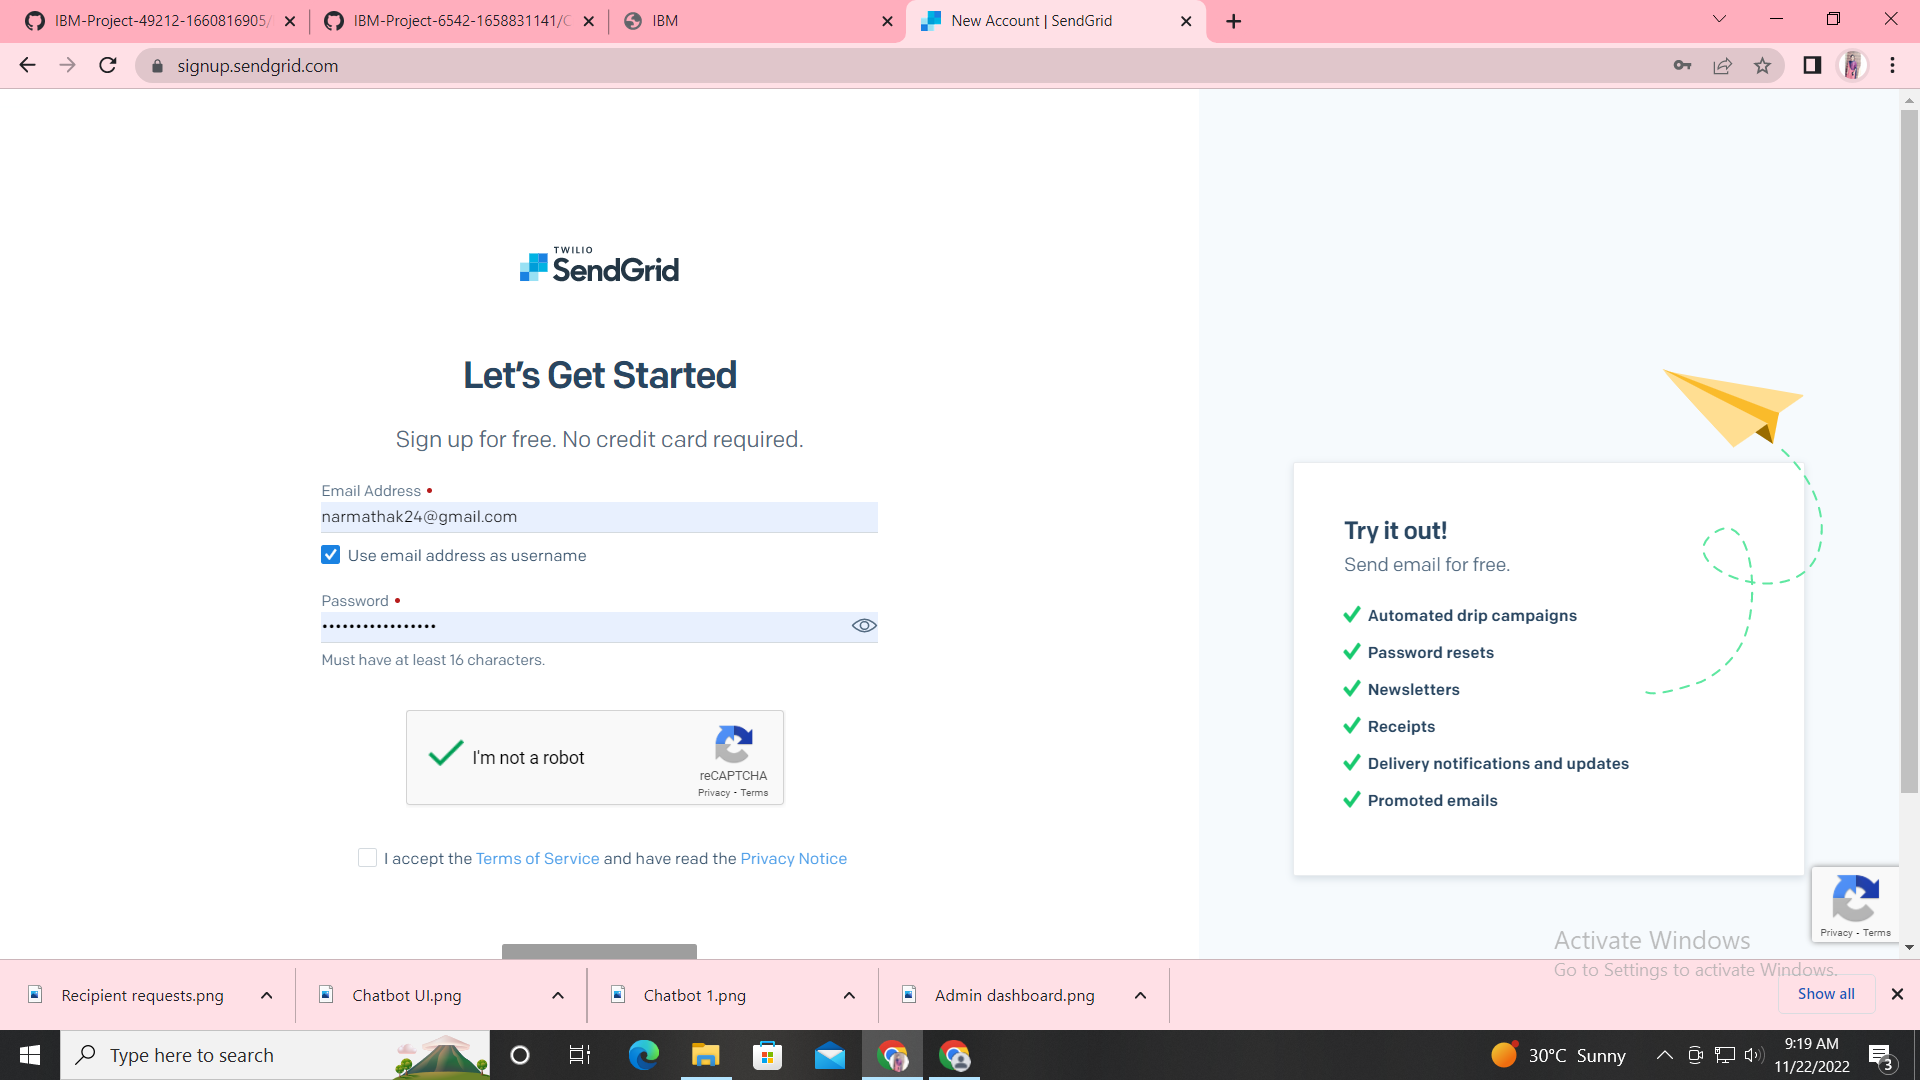 IBM-Project-49212-1660816905/
IBM-Project-6542-1658831141/C
IBM
New Account | SendGrid
signup.sendgrid.com
TWILIO
SendGrid
Let's Get Started
Sign up for free. No credit card required.
Email Address •
narmathak24@gmail.com
Use email address as username
Password •
•••••••••••••••••
Must have at least 16 characters.
I'm not a robot
reCAPTCHA
Privacy - Terms
I accept the Terms of Service and have read the Privacy Notice
Try it out!
Send email for free.
Automated drip campaigns
Password resets
Newsletters
Receipts
Delivery notifications and updates
Promoted emails
Privacy - Terms
Activate Windows
Go to Settings to activate Windows.
Recipient requests.png
Chatbot UI.png
Chatbot 1.png
Admin dashboard.png
Show all
Type here to search
30°C Sunny
9:19 AM
11/22/2022
3